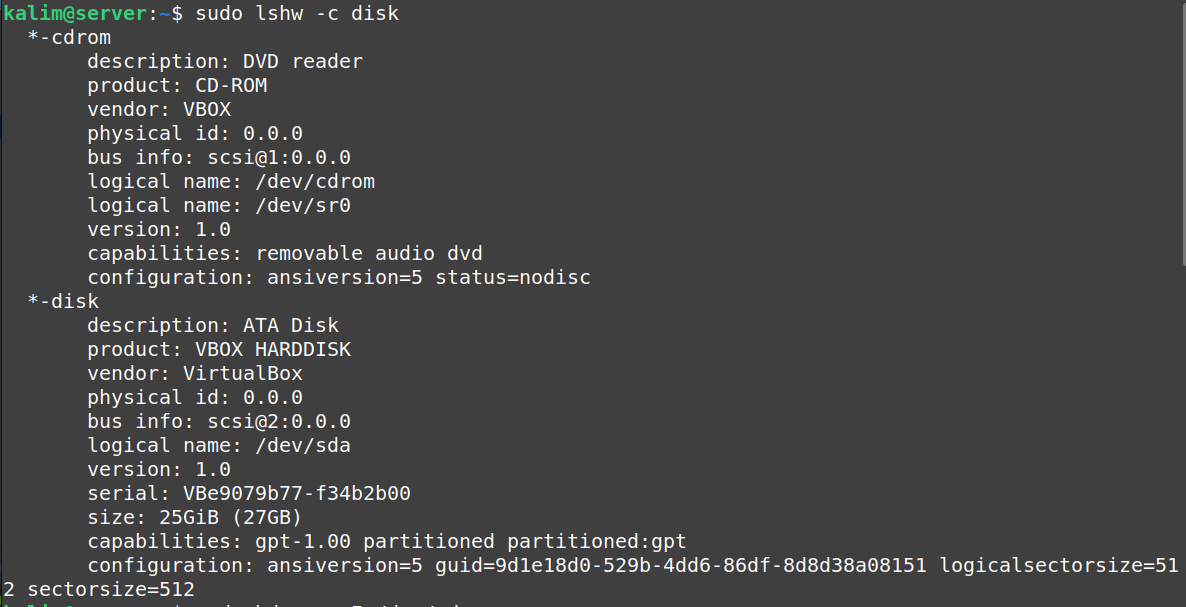 kalim@server:~$ sudo lshw -c disk
*-cdrom
description: DVD reader
product: CD-ROM
vendor: VBOX
physical id: 0.0.0
bus info: scsi@1:0.0.0
logical name: /dev/cdrom
logical name: /dev/sr0
version: 1.0
capabilities: removable audio dvd
configuration: ansiversion=5 status=nodisc
*-disk
description: ATA Disk
product: VBOX HARDDISK
vendor: VirtualBox
physical id: 0.0.0
bus info: scsi@2:0.0.0
logical name: /dev/sda
version: 1.0
serial: VBe9079b77-f34b2b00
size: 25GiB (27GB)
capabilities: gpt-1.00 partitioned partitioned:gpt
configuration: ansiversion=5 guid=9d1e18d0-529b-4dd6-86df-8d8d38a08151 logicalsectorsize=51
2 sectorsize=512